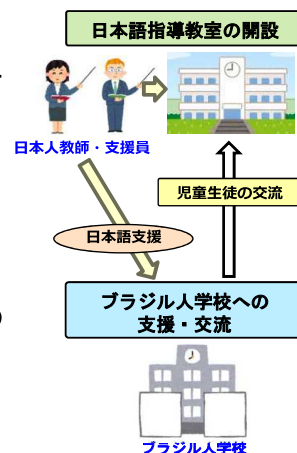 日本語指導教室の開設
日本人教師・支援員
児童生徒の交流
日本語支援
ブラジル人学校への
支援・交流
ブラジル人学校